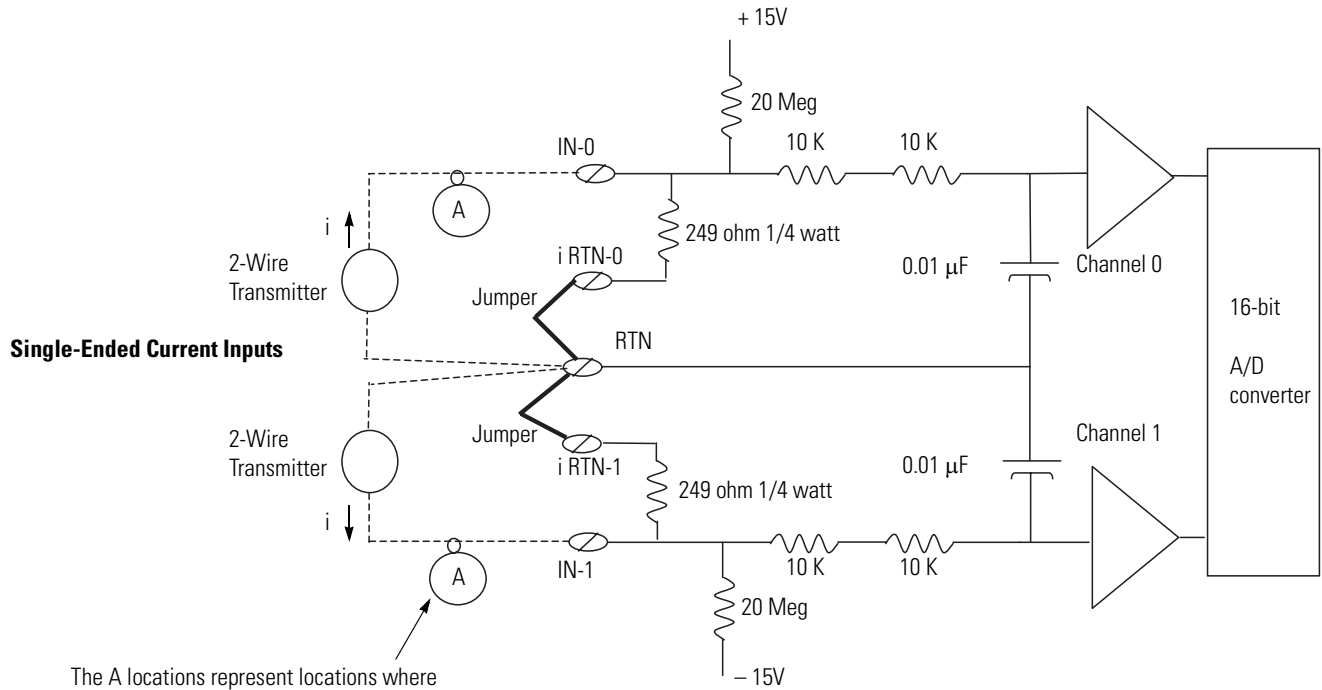 + 15V
20 Meg
10 K
10 K
IN-0
A
249 ohm 1/4 watt
i
i RTN-0
2-Wire
Transmitter
Jumper
0.01 μF
Channel 0
16-bit
A/D
converter
Single-Ended Current Inputs
RTN
2-Wire
Transmitter
Jumper
i RTN-1
Channel 1
0.01 μF
249 ohm 1/4 watt
i
IN-1
A
10 K
10 K
20 Meg
The A locations represent locations where
– 15V